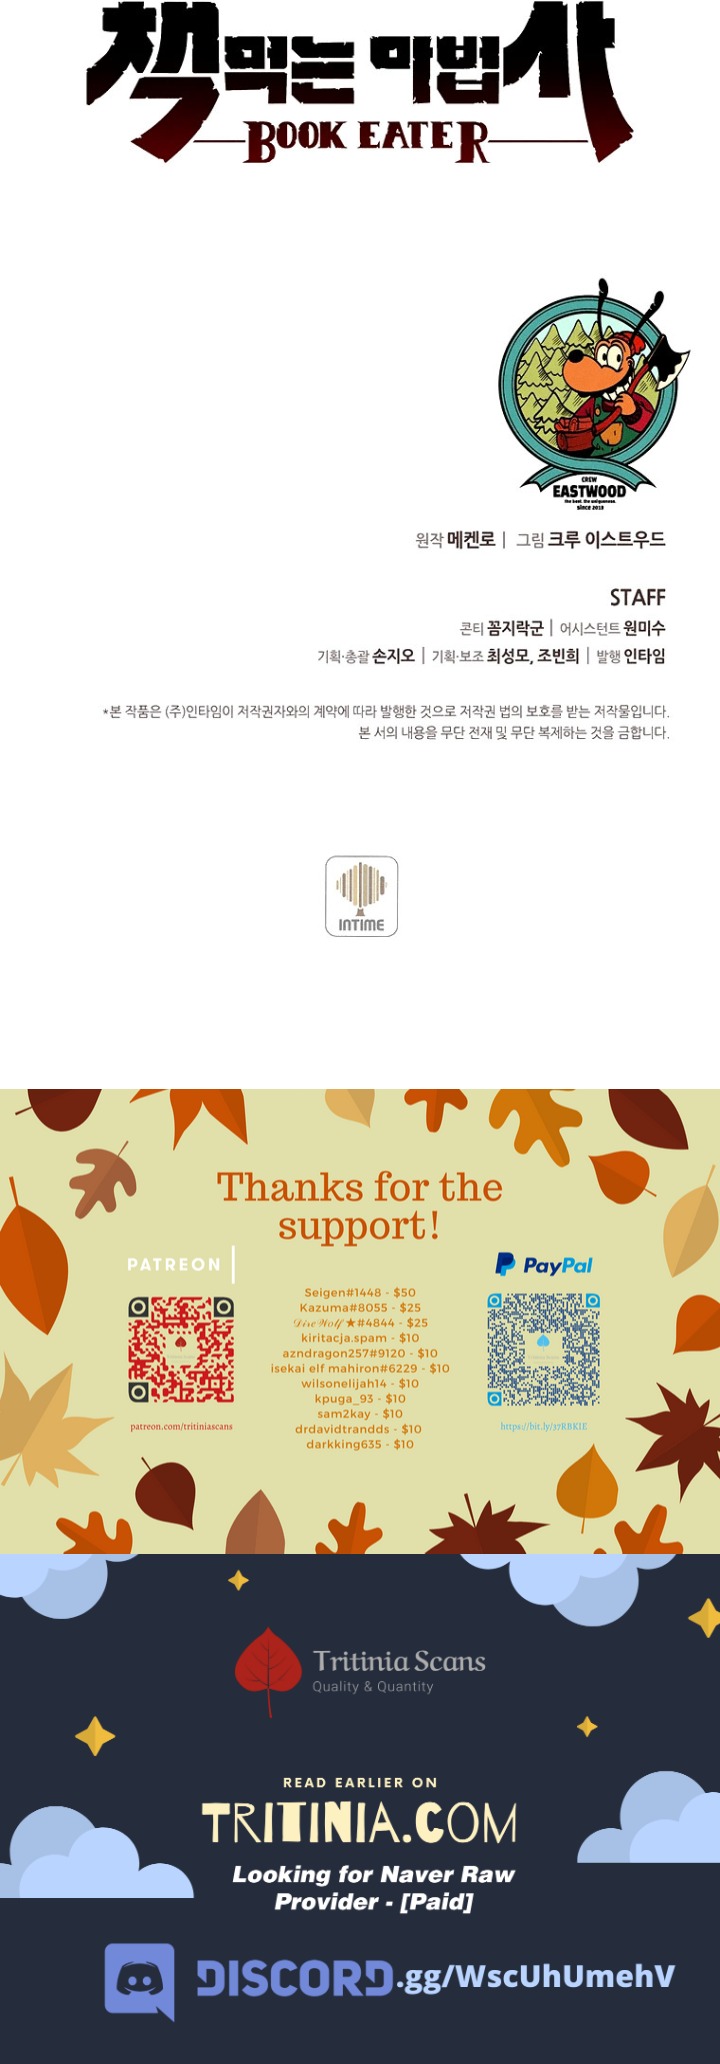 책 먹는 마법사
BOOK EATER
CREW
EASTWOOD
the best. the uniqueness.
since 2018
원작 메켄로 | 그림 크루 이스트우드
STAFF
콘티 꼼지락군 | 어시스턴트 원미수
기획·총괄 손지오 | 기획·보조 최성모, 조빈희 | 발행 인타임
*본 작품은 (주)인타임이 저작권자와의 계약에 따라 발행한 것으로 저작권 법의 보호를 받는 저작물입니다.
본 서의 내용을 무단 전재 및 무단 복제하는 것을 금합니다.
INTIME
Thanks for the
support!
PATREON
PayPal
Seigen#1448 - $50
Kazuma#8055 - $25
𝒟𝒾𝓇𝑒𝒲𝑜𝓁𝒻★#4844 - $25
kiritacja.spam - $10
azndragon257#9120 - $10
isekai elf mahiron#6229 - $10
wilsonelijah14 - $10
kpuga_93 - $10
sam2kay - $10
drdavidtrandds - $10
darkking635 - $10
patreon.com/tritiniascans
https://bit.ly/37RBKIE
Tritinia Scans
Quality & Quantity
READ EARLIER ON
TRITINIA.COM
Looking for Naver Raw
Provider - [Paid]
DISCORD.gg/WscUhUmehV